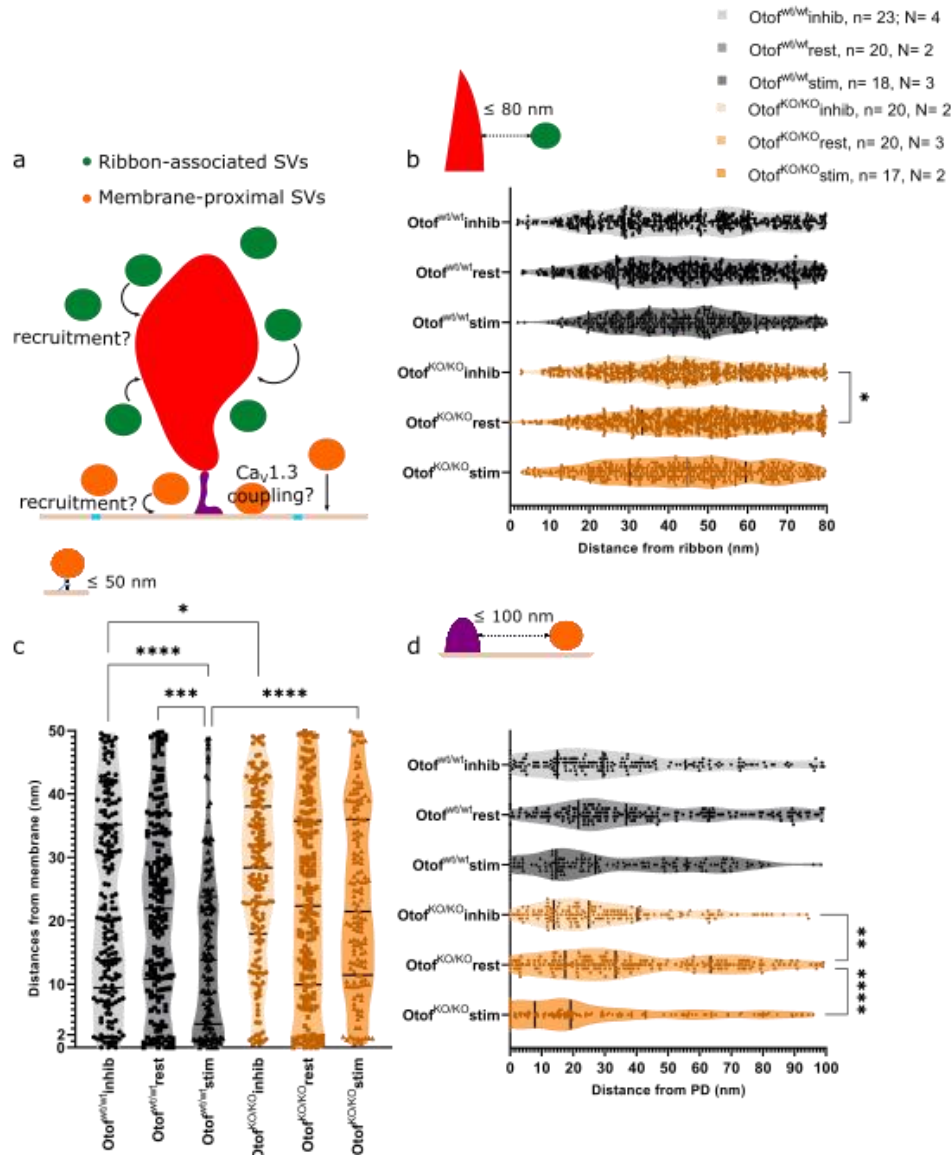 Otof^wt/wt inhib, n= 23; N= 4
Otof^wt/wt rest, n= 20, N= 2
Otof^wt/wt stim, n= 18, N= 3
Otof^KO/KO inhib, n= 20, N= 2
Otof^KO/KO rest, n= 20, N= 3
Otof^KO/KO stim, n= 17, N= 2
a
Ribbon-associated SVs
Membrane-proximal SVs
recruitment?
recruitment?
Ca_V1.3
coupling?
≤ 80 nm
b
Otof^wt/wt inhib
Otof^wt/wt rest
Otof^wt/wt stim
Otof^KO/KO inhib
Otof^KO/KO rest
Otof^KO/KO stim
*
0 10 20 30 40 50 60 70 80
Distance from ribbon (nm)
≤ 50 nm
c
*
****
*** ****
Distances from membrane (nm)
50
40
30
20
10
2
0
Otof^wt/wt inhib
Otof^wt/wt rest
Otof^wt/wt stim
Otof^KO/KO inhib
Otof^KO/KO rest
Otof^KO/KO stim
≤ 100 nm
d
Otof^wt/wt inhib
Otof^wt/wt rest
Otof^wt/wt stim
Otof^KO/KO inhib
Otof^KO/KO rest
Otof^KO/KO stim
**
****
0 10 20 30 40 50 60 70 80 90 100
Distance from PD (nm)